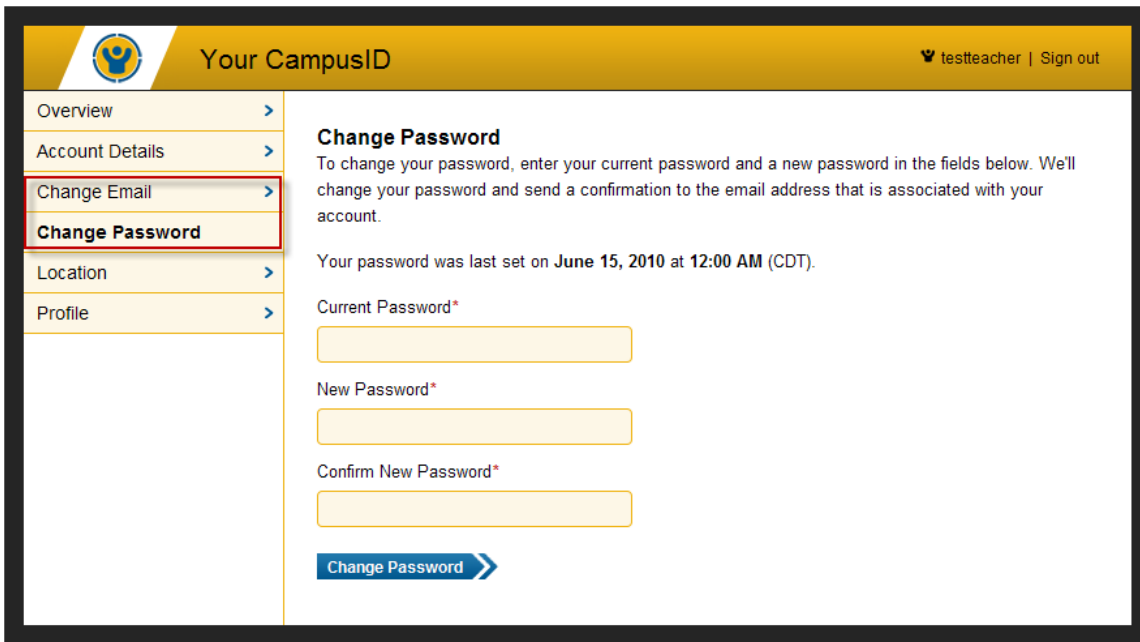 Your CampusID
testteacher | Sign out
Overview
Account Details
Change Email
Change Password
Location
Profile
Change Password
To change your password, enter your current password and a new password in the fields below. We'll
change your password and send a confirmation to the email address that is associated with your
account.
Your password was last set on June 15, 2010 at 12:00 AM (CDT).
Current Password*
New Password*
Confirm New Password*
Change Password